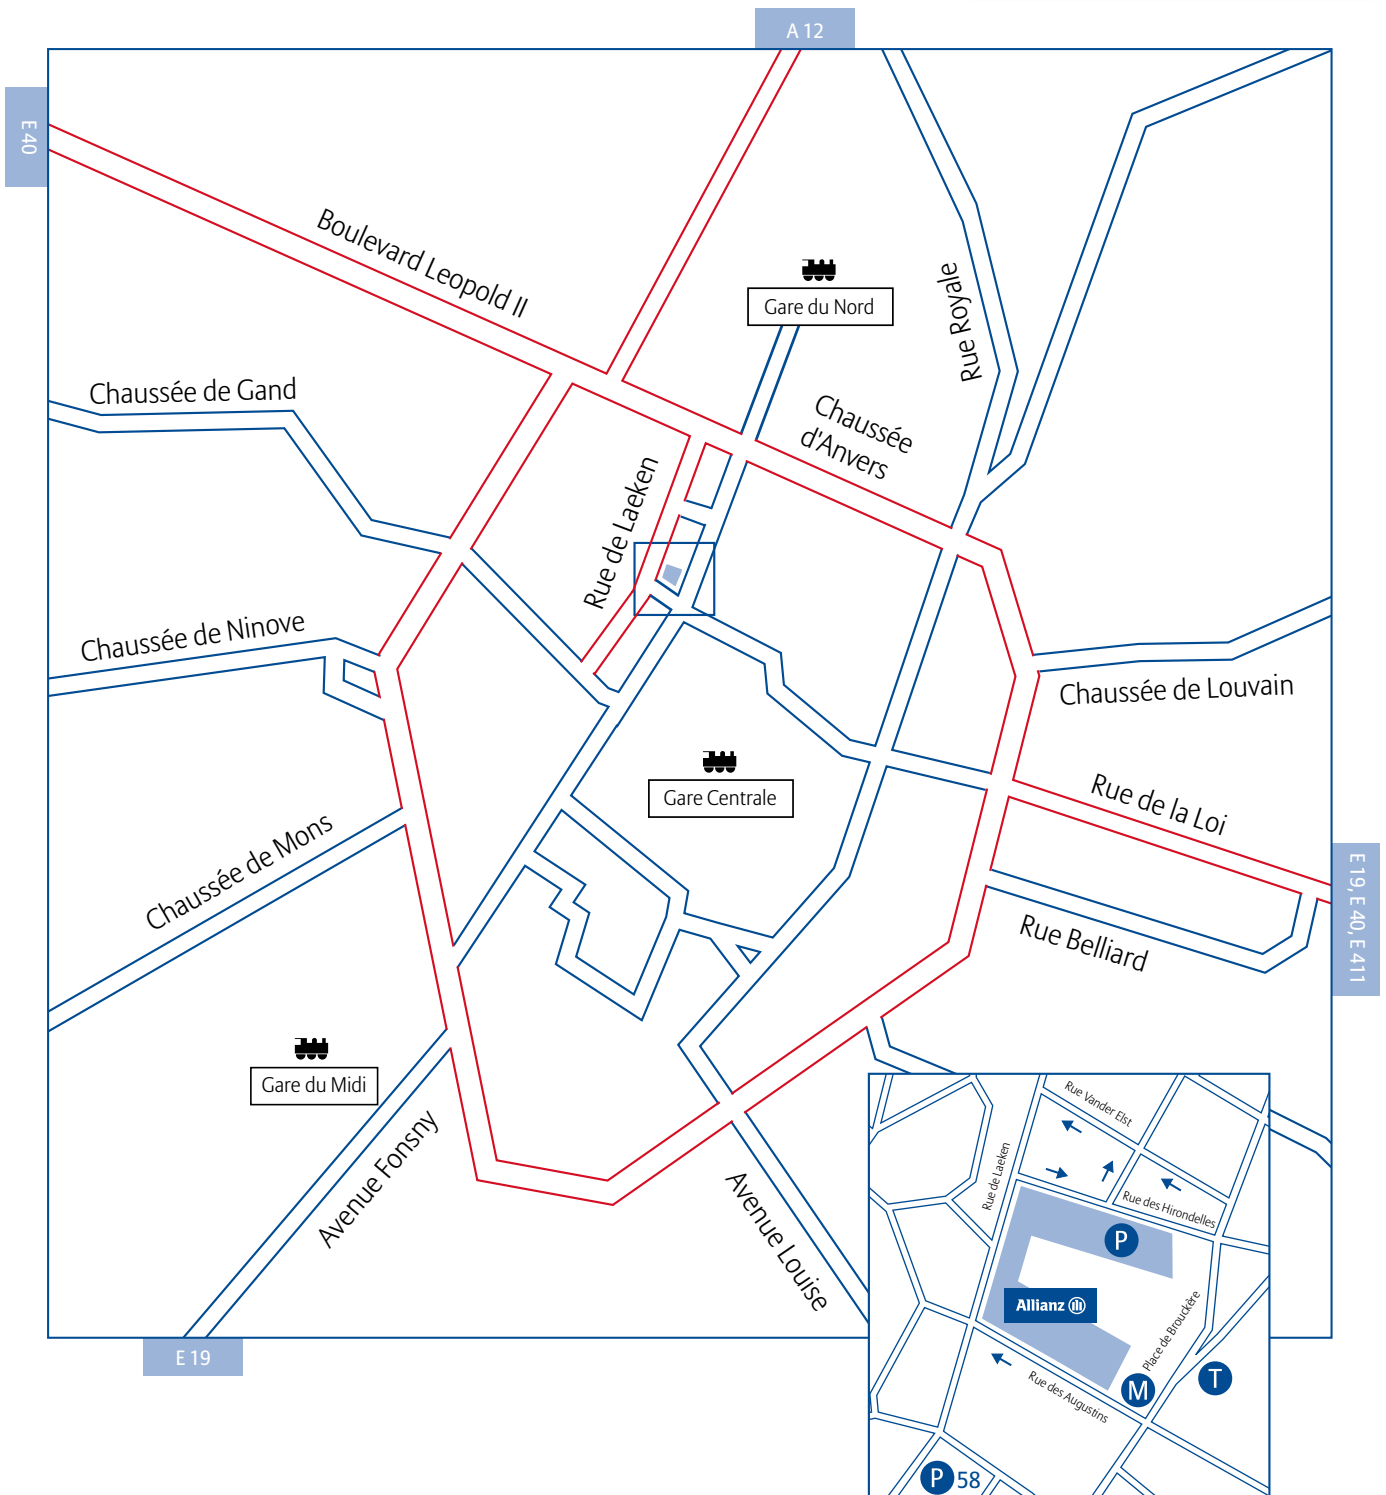 A 12
E 40
Boulevard Leopold II
Gare du Nord
Rue Royale
Chaussée de Gand
Chaussée
d'Anvers
Rue de Laeken
Chaussée de Ninove
Chaussée de Louvain
Gare Centrale
Rue de la Loi
Chaussée de Mons
E 19, E 40, E 411
Rue Belliard
Gare du Midi
Avenue Fonsny
Avenue Louise
E 19
Rue Vander Elst
Rue de Laeken
Rue des Hirondelles
P
Allianz
Place de Brouckère
Rue des Augustins
M
T
P 58